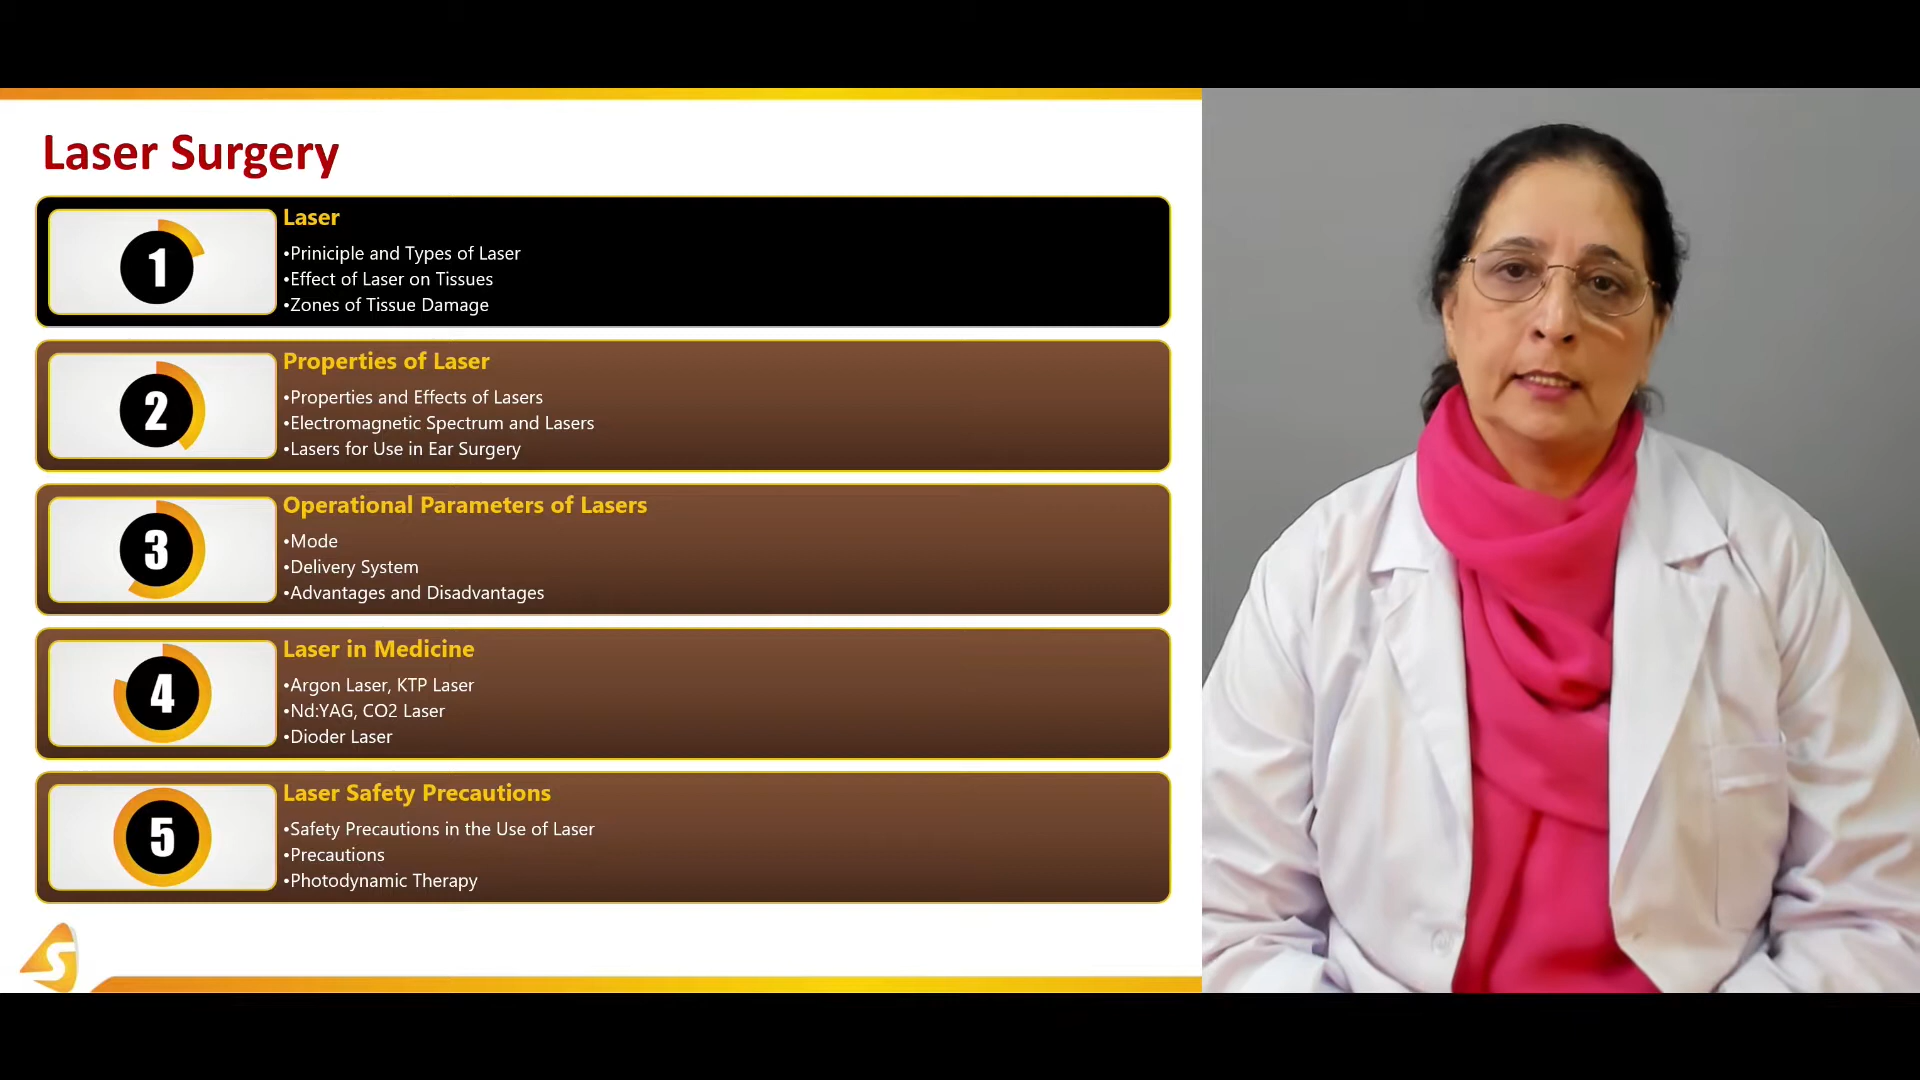 Laser Surgery
1
Laser
•Priniciple and Types of Laser
•Effect of Laser on Tissues
•Zones of Tissue Damage
2
Properties of Laser
•Properties and Effects of Lasers
•Electromagnetic Spectrum and Lasers
•Lasers for Use in Ear Surgery
3
Operational Parameters of Lasers
•Mode
•Delivery System
•Advantages and Disadvantages
4
Laser in Medicine
•Argon Laser, KTP Laser
•Nd:YAG, CO2 Laser
•Dioder Laser
5
Laser Safety Precautions
•Safety Precautions in the Use of Laser
•Precautions
•Photodynamic Therapy
S